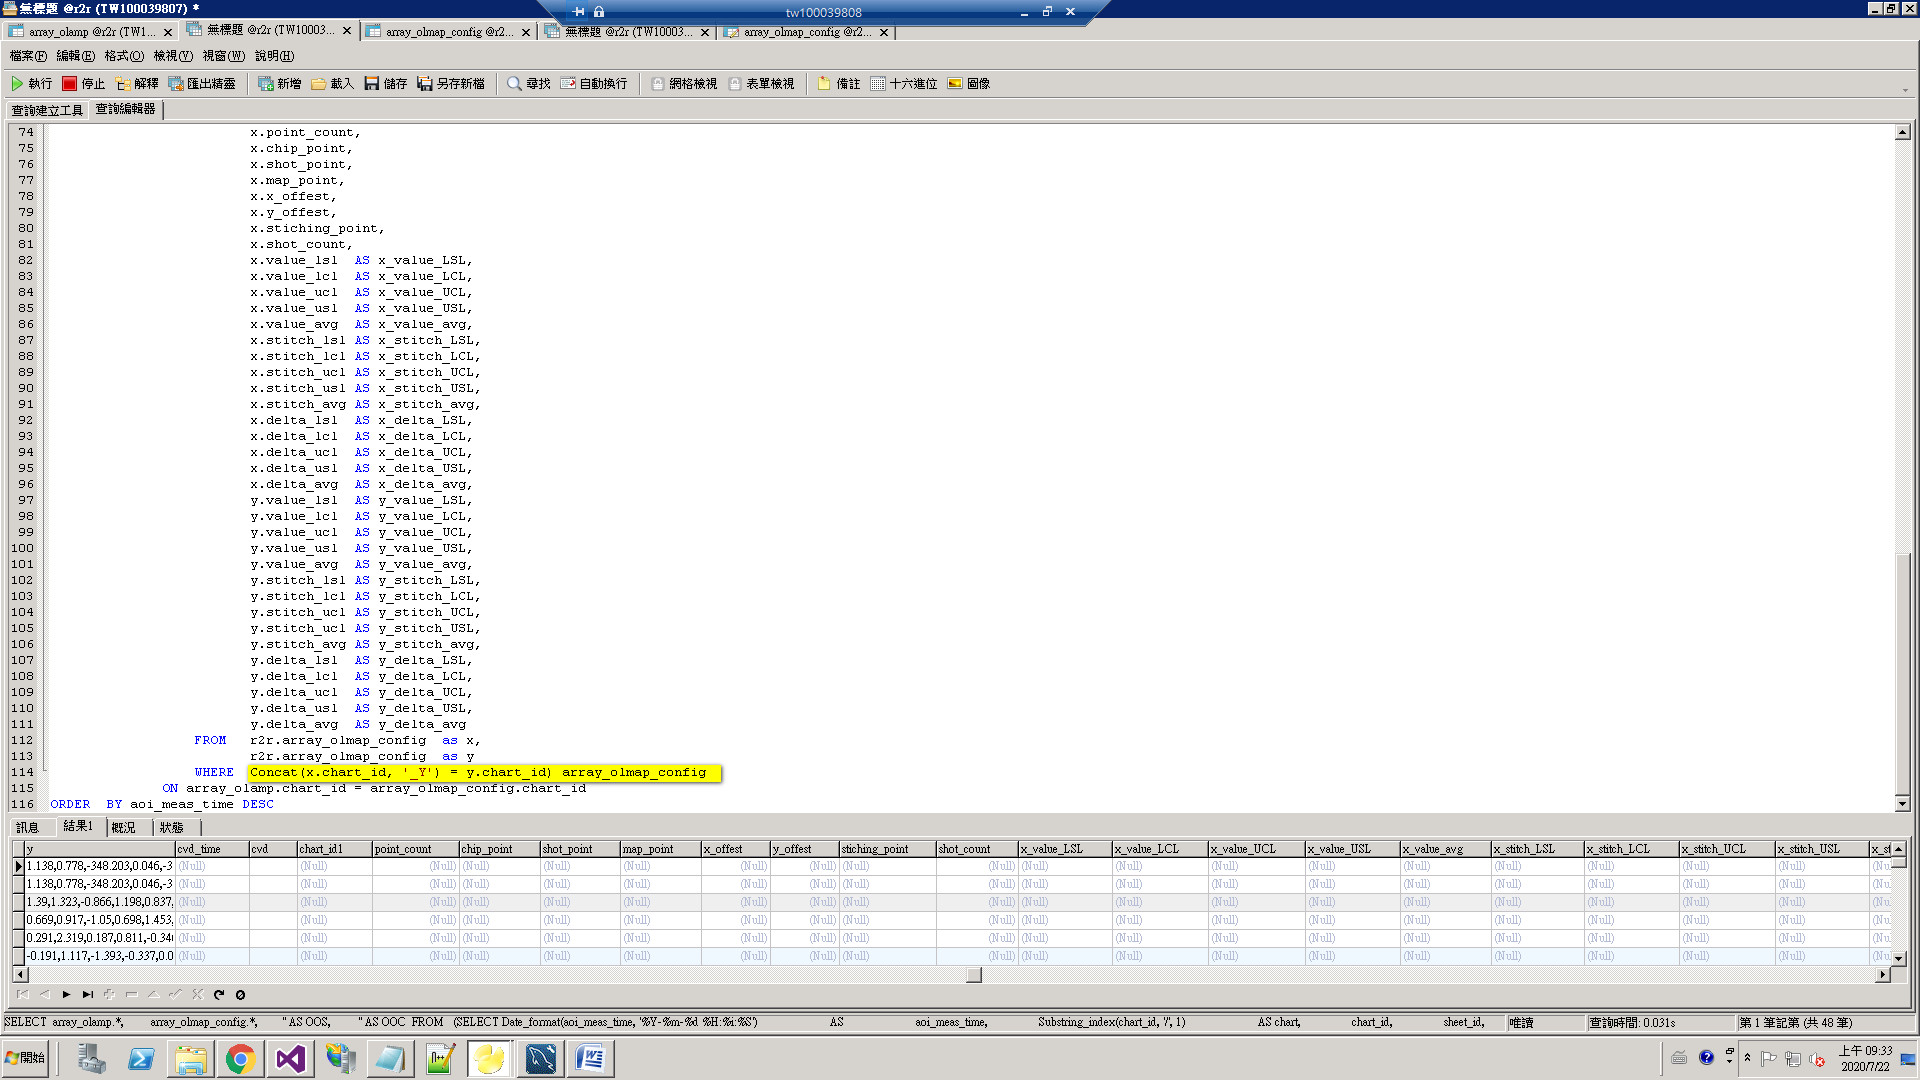 無標題 @r2r (TW100039807) *
tw100039808
array_olamp @r2r (TW1...
無標題 @r2r (TW10003...
array_olmap_config @r2...
無標題 @r2r (TW10003...
array_olmap_config @r2...
檔案(F) 編輯(E) 格式(O) 檢視(V) 視窗(W) 說明(H)
執行 停止 解釋 匯出精靈 新增 載入 儲存 另存新檔 尋找 自動換行 網格檢視 表單檢視 備註 十六進位 圖像
查詢建立工具 查詢編輯器
74 x.point_count,
75 x.chip_point,
76 x.shot_point,
77 x.map_point,
78 x.x_offest,
79 x.y_offest,
80 x.stiching_point,
81 x.shot_count,
82 x.value_lsl AS x_value_LSL,
83 x.value_lcl AS x_value_LCL,
84 x.value_ucl AS x_value_UCL,
85 x.value_usl AS x_value_USL,
86 x.value_avg AS x_value_avg,
87 x.stitch_lsl AS x_stitch_LSL,
88 x.stitch_lcl AS x_stitch_LCL,
89 x.stitch_ucl AS x_stitch_UCL,
90 x.stitch_usl AS x_stitch_USL,
91 x.stitch_avg AS x_stitch_avg,
92 x.delta_lsl AS x_delta_LSL,
93 x.delta_lcl AS x_delta_LCL,
94 x.delta_ucl AS x_delta_UCL,
95 x.delta_usl AS x_delta_USL,
96 x.delta_avg AS x_delta_avg,
97 y.value_lsl AS y_value_LSL,
98 y.value_lcl AS y_value_LCL,
99 y.value_ucl AS y_value_UCL,
100 y.value_usl AS y_value_USL,
101 y.value_avg AS y_value_avg,
102 y.stitch_lsl AS y_stitch_LSL,
103 y.stitch_lcl AS y_stitch_LCL,
104 y.stitch_ucl AS y_stitch_UCL,
105 y.stitch_ucl AS y_stitch_USL,
106 y.stitch_avg AS y_stitch_avg,
107 y.delta_lsl AS y_delta_LSL,
108 y.delta_lcl AS y_delta_LCL,
109 y.delta_ucl AS y_delta_UCL,
110 y.delta_usl AS y_delta_USL,
111 y.delta_avg AS y_delta_avg
112 FROM r2r.array_olmap_config as x,
113 r2r.array_olmap_config as y
114 WHERE Concat(x.chart_id, '_Y') = y.chart_id) array_olmap_config
115 ON array_olamp.chart_id = array_olmap_config.chart_id
116 ORDER BY aoi_meas_time DESC
訊息 結果1 概況 狀態
y cvd_time cvd chart_id1 point_count chip_point shot_point map_point x_offest y_offest stiching_point shot_count x_value_LSL x_value_LCL x_value_UCL x_value_USL x_value_avg x_stitch_LSL x_stitch_LCL x_stitch_UCL x_stitch_USL x_st
1.138,0.778,-348.203,0.046,-3 (Null) (Null) (Null) (Null) (Null) (Null) (Null) (Null) (Null) (Null) (Null) (Null) (Null) (Null) (Null) (Null) (Null) (Null) (Null) (Nu
1.138,0.778,-348.203,0.046,-3 (Null) (Null) (Null) (Null) (Null) (Null) (Null) (Null) (Null) (Null) (Null) (Null) (Null) (Null) (Null) (Null) (Null) (Null) (Null) (Nu
1.39,1.323,-0.866,1.198,0.837, (Null) (Null) (Null) (Null) (Null) (Null) (Null) (Null) (Null) (Null) (Null) (Null) (Null) (Null) (Null) (Null) (Null) (Null) (Null) (Nu
0.669,0.917,-1.05,0.698,1.453, (Null) (Null) (Null) (Null) (Null) (Null) (Null) (Null) (Null) (Null) (Null) (Null) (Null) (Null) (Null) (Null) (Null) (Null) (Null) (Nu
0.291,2.319,0.187,0.811,-0.34 (Null) (Null) (Null) (Null) (Null) (Null) (Null) (Null) (Null) (Null) (Null) (Null) (Null) (Null) (Null) (Null) (Null) (Null) (Null) (Nu
-0.191,1.117,-1.393,-0.337,0.0 (Null) (Null) (Null) (Null) (Null) (Null) (Null) (Null) (Null) (Null) (Null) (Null) (Null) (Null) (Null) (Null) (Null) (Null) (Null) (Nu
SELECT array_olamp.*, array_olmap_config.*, '' AS OOS, '' AS OOC FROM (SELECT Date_format(aoi_meas_time, '%Y-%m-%d %H:%i:%S') AS aoi_meas_time, Substring_index(chart_id, '/', 1) AS chart, chart_id, sheet_id, 唯讀 查詢時間: 0.031s 第 1 筆記第 (共 48 筆)
開始
上午 09:33
2020/7/22